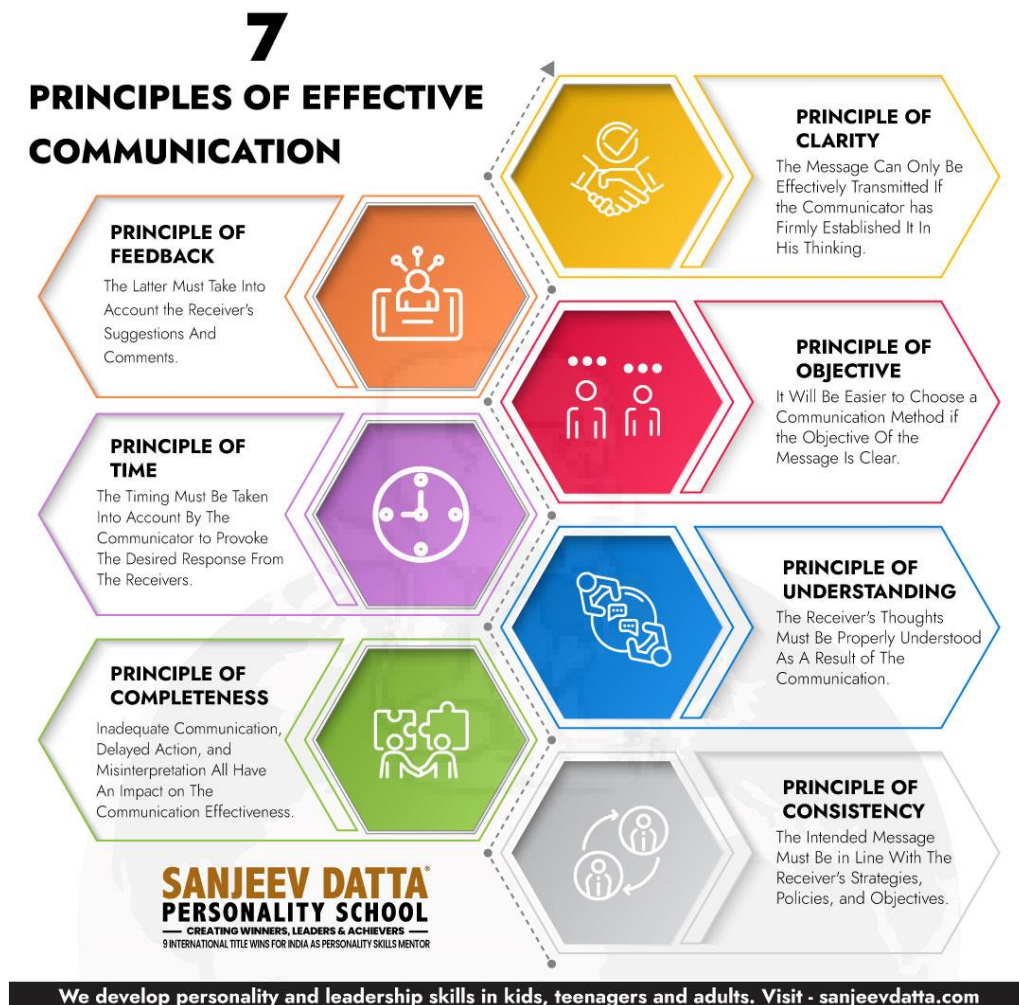 7
PRINCIPLES OF EFFECTIVE
COMMUNICATION
PRINCIPLE OF
CLARITY
The Message Can Only Be
Effectively Transmitted If
the Communicator has
Firmly Established It In
His Thinking.
PRINCIPLE OF
FEEDBACK
The Latter Must Take Into
Account the Receiver's
Suggestions And
Comments.
PRINCIPLE OF
OBJECTIVE
It Will Be Easier to Choose a
Communication Method if
the Objective Of the
Message Is Clear.
PRINCIPLE OF
TIME
The Timing Must Be Taken
Into Account By The
Communicator to Provoke
The Desired Response From
The Receivers.
PRINCIPLE OF
UNDERSTANDING
The Receiver's Thoughts
Must Be Properly Understood
As A Result of The
Communication.
PRINCIPLE OF
COMPLETENESS
Inadequate Communication,
Delayed Action, and
Misinterpretation All Have
An Impact on The
Communication Effectiveness.
PRINCIPLE OF
CONSISTENCY
The Intended Message
Must Be in Line With The
Receiver's Strategies,
Policies, and Objectives.
SANJEEV DATTA®
PERSONALITY SCHOOL
CREATING WINNERS, LEADERS & ACHIEVERS
9 INTERNATIONAL TITLE WINS FOR INDIA AS PERSONALITY SKILLS MENTOR
We develop personality and leadership skills in kids, teenagers and adults. Visit - sanjeevdatta.com